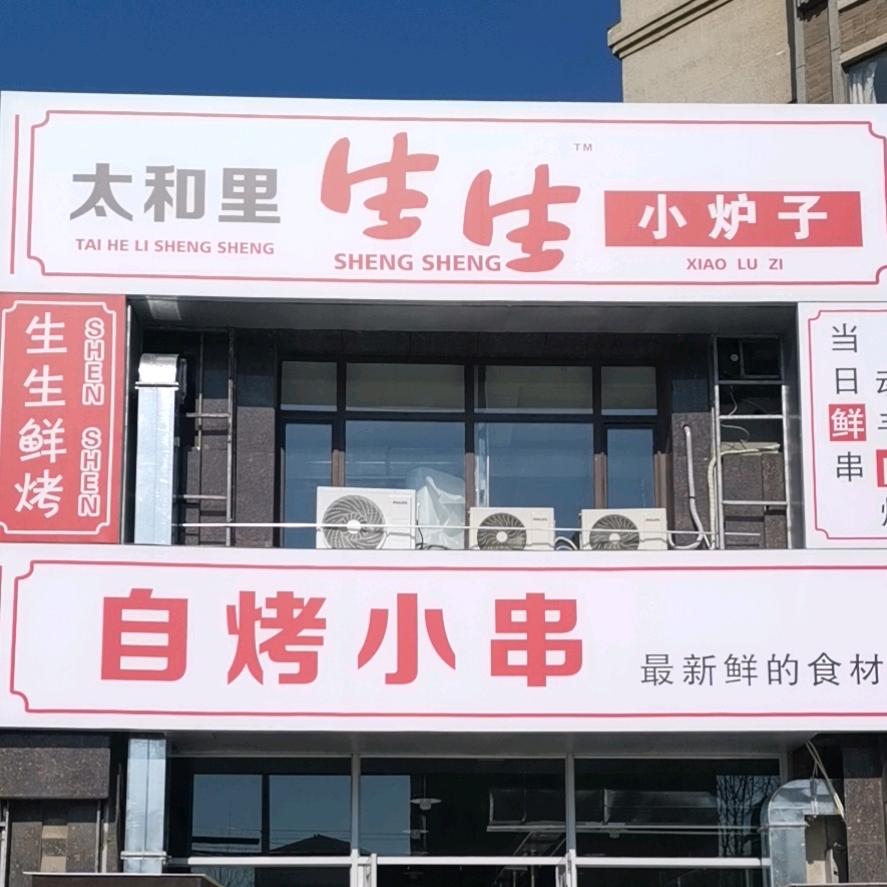 太和里 生生 TM 小炉子
TAI HE LI SHENG SHENG SHENG SHENG XIAO LU ZI
生生鲜烤
SHEN SHEN
当日鲜串
自烤小串 最新鲜的食材